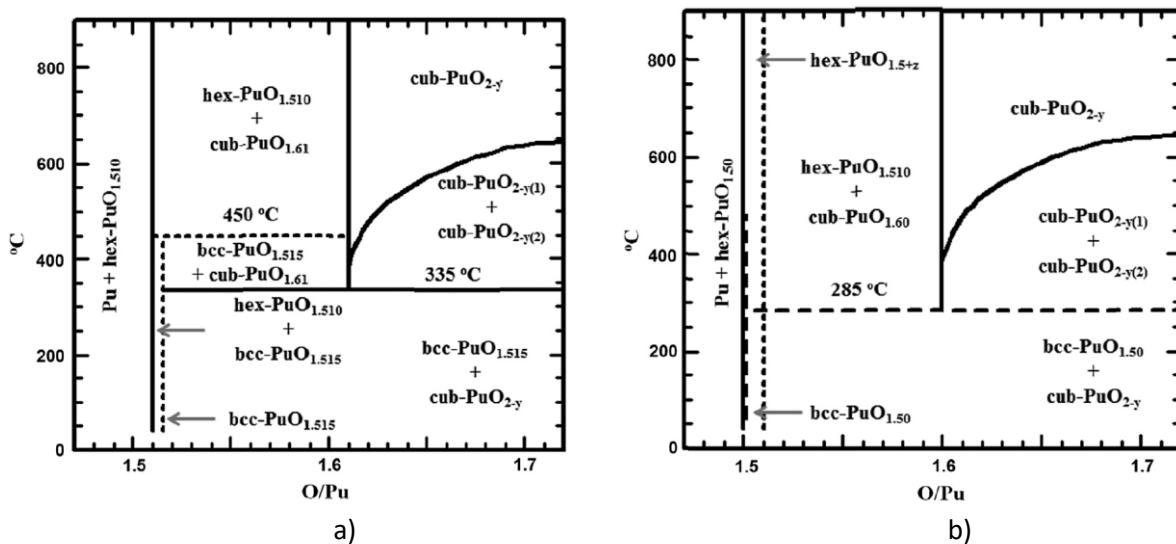 800
600
400
200
0
°C
Pu + hex-PuO₁.₅₁₀
hex-PuO₁.₅₁₀
+
cub-PuO₁.₆₁
cub-PuO₂₋y
450 °C
bcc-PuO₁.₅₁₅
+ cub-PuO₁.₆₁
cub-PuO₂₋y₍₁₎
+
cub-PuO₂₋y₍₂₎
335 °C
hex-PuO₁.₅₁₀
+
bcc-PuO₁.₅₁₅
bcc-PuO₁.₅₁₅
+
cub-PuO₂₋y
bcc-PuO₁.₅₁₅
1.5
1.6
1.7
O/Pu
a)
800
600
400
200
0
°C
Pu + hex-PuO₁.₅₀
hex-PuO₁.₅₊z
cub-PuO₂₋y
hex-PuO₁.₅₁₀
+
cub-PuO₁.₆₀
cub-PuO₂₋y₍₁₎
+
cub-PuO₂₋y₍₂₎
285 °C
bcc-PuO₁.₅₀
+
cub-PuO₂₋y
bcc-PuO₁.₅₀
1.5
1.6
1.7
O/Pu
b)